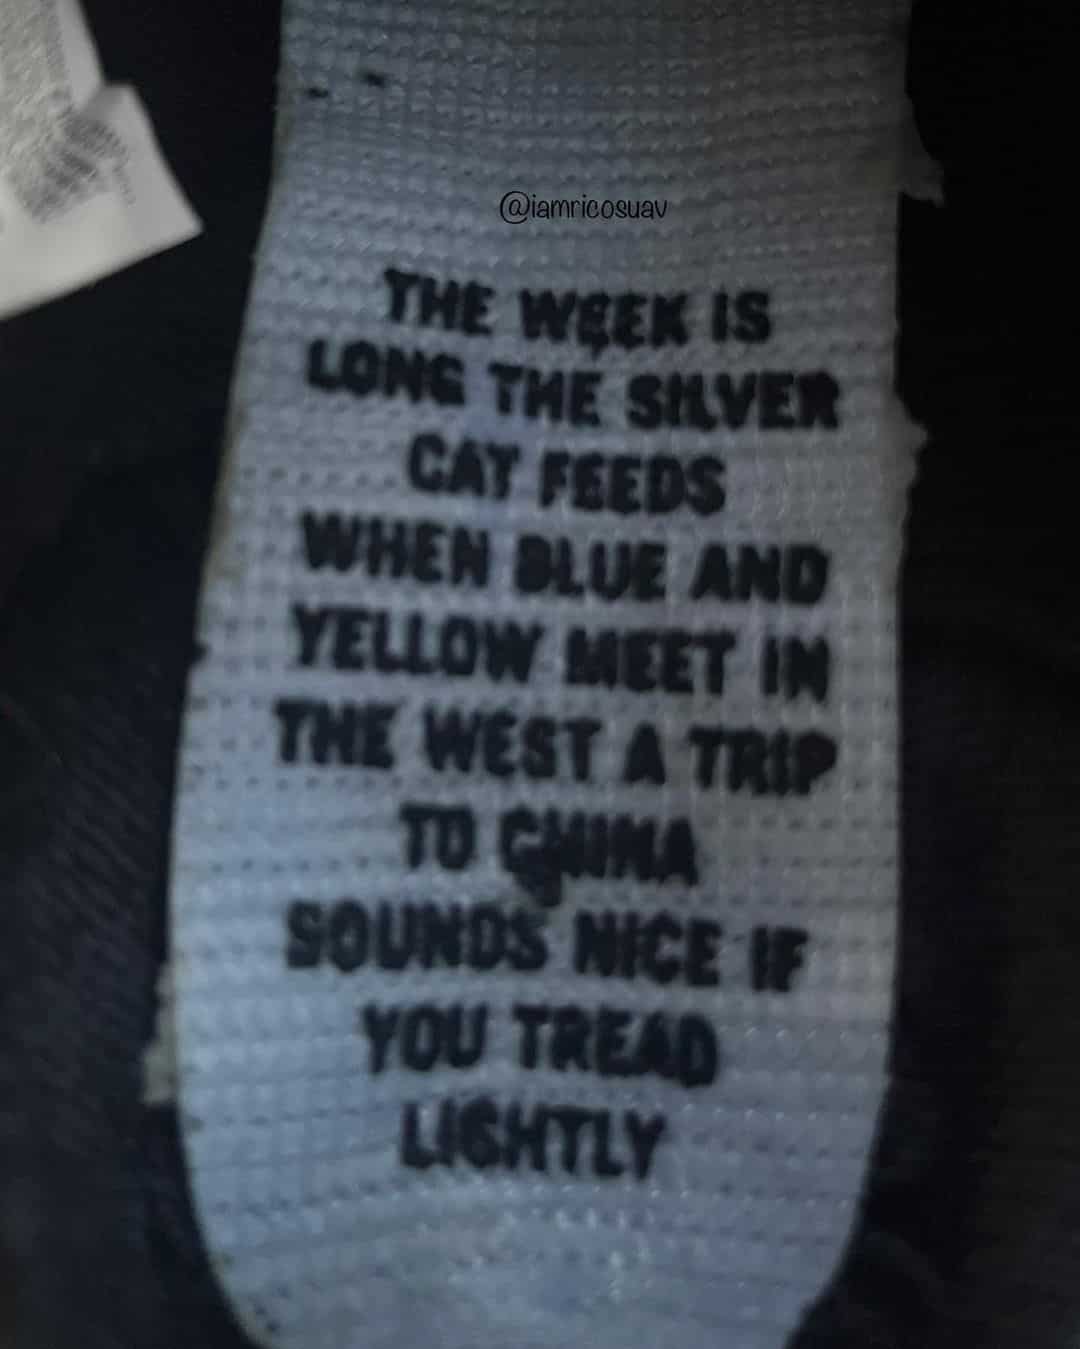 @iamricosuav
THE WEEK IS
LONG THE SILVER
CAT FEEDS
WHEN BLUE AND
YELLOW MEET IN
THE WEST A TRIP
TO CHINA
SOUNDS NICE IF
YOU TREAD
LIGHTLY